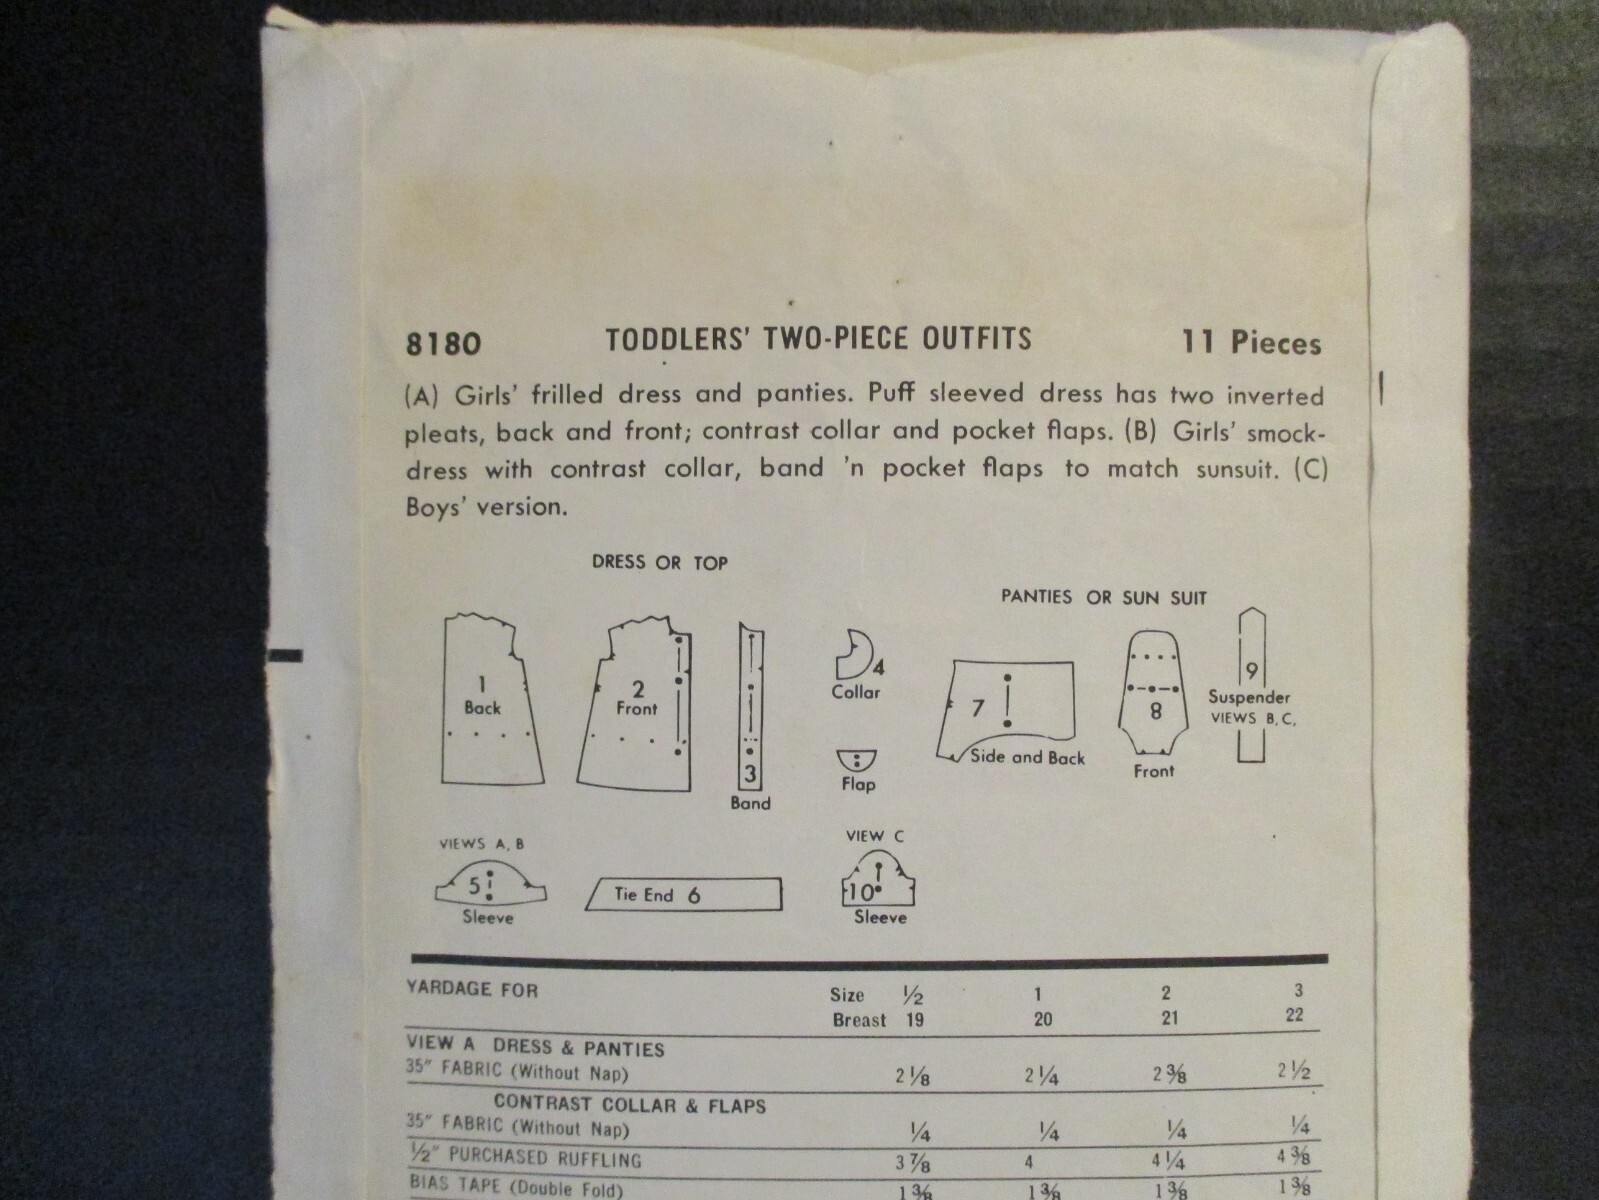 8180 TODDLERS' TWO-PIECE OUTFITS 11 Pieces
(A) Girls' frilled dress and panties. Puff sleeved dress has two inverted
pleats, back and front; contrast collar and pocket flaps. (B) Girls' smock-
dress with contrast collar, band 'n pocket flaps to match sunsuit. (C)
Boys' version.
DRESS OR TOP
PANTIES OR SUN SUIT
1
Back
2
Front
3
Band
4
Collar
Flap
7
Side and Back
8
Front
9
Suspender
VIEWS B, C,
VIEWS A, B
5
Sleeve
Tie End 6
VIEW C
10
Sleeve
YARDAGE FOR Size ½ 1 2 3
Breast 19 20 21 22
VIEW A DRESS & PANTIES
35" FABRIC (Without Nap) 2⅛ 2¼ 2⅜ 2½
CONTRAST COLLAR & FLAPS
35" FABRIC (Without Nap) ¼ ¼ ¼ ¼
½" PURCHASED RUFFLING 3⅞ 4 4¼ 4⅜
BIAS TAPE (Double Fold) 1⅜ 1⅜ 1⅜ 1⅜